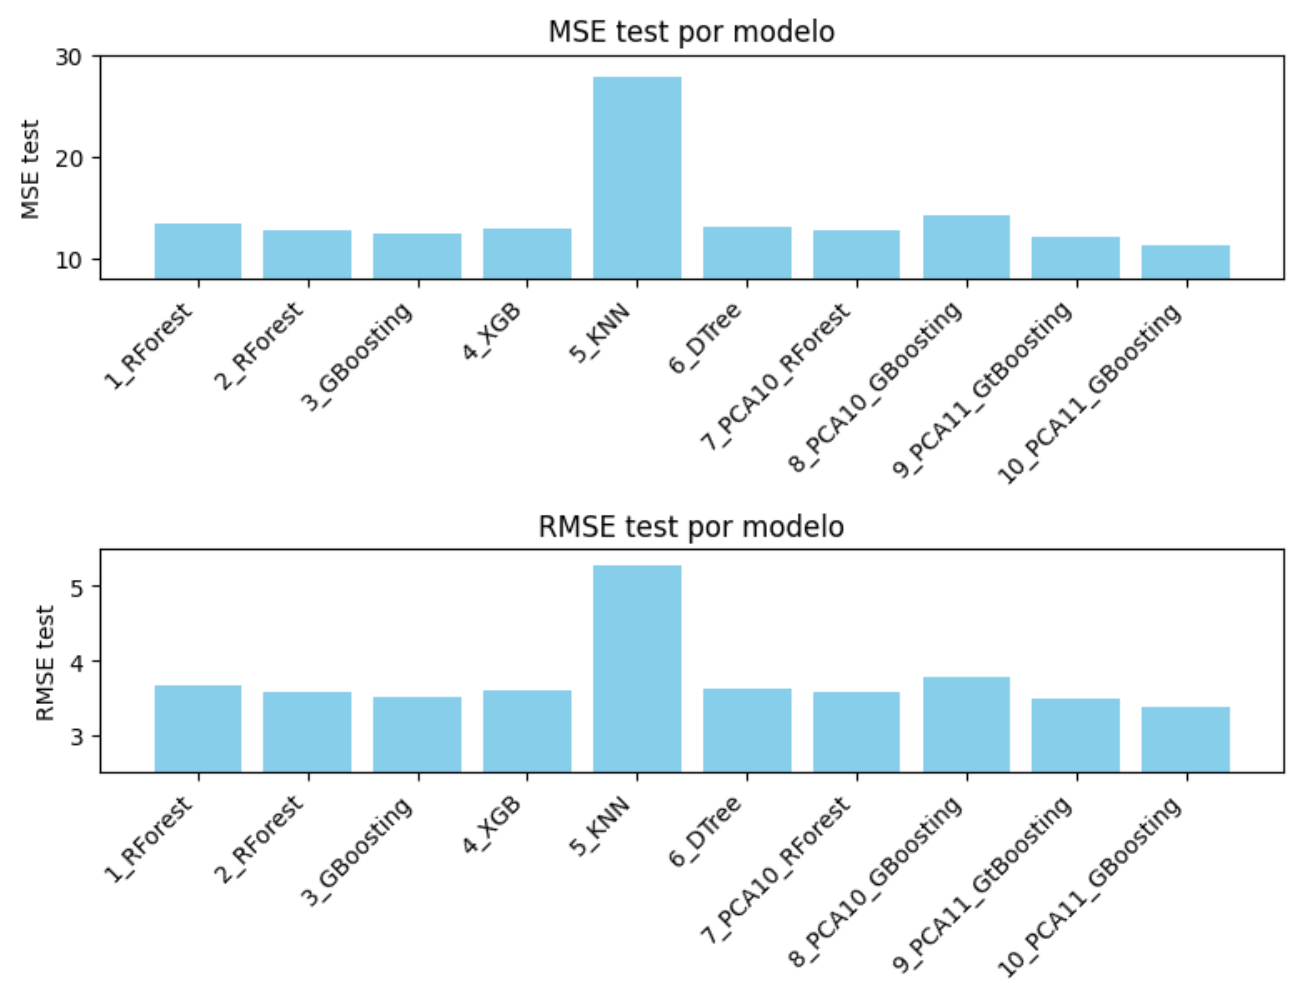 MSE test por modelo
MSE test
30
20
10
1_RForest
2_RForest
3_GBoosting
4_XGB
5_KNN
6_DTree
7_PCA10_RForest
8_PCA10_GBoosting
9_PCA11_GtBoosting
10_PCA11_GBoosting
RMSE test por modelo
RMSE test
5
4
3
1_RForest
2_RForest
3_GBoosting
4_XGB
5_KNN
6_DTree
7_PCA10_RForest
8_PCA10_GBoosting
9_PCA11_GtBoosting
10_PCA11_GBoosting